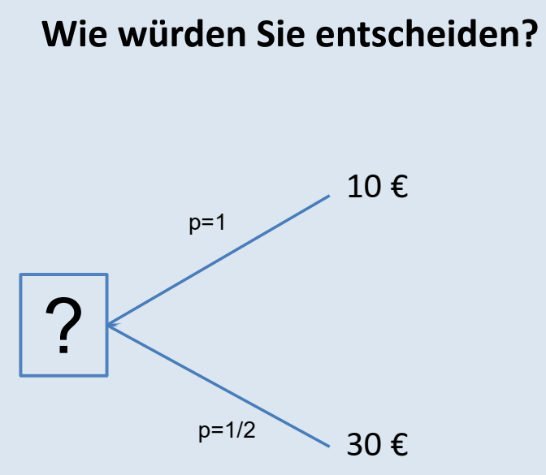 Wie würden Sie entscheiden?
10 €
p=1
?
p=1/2
30 €